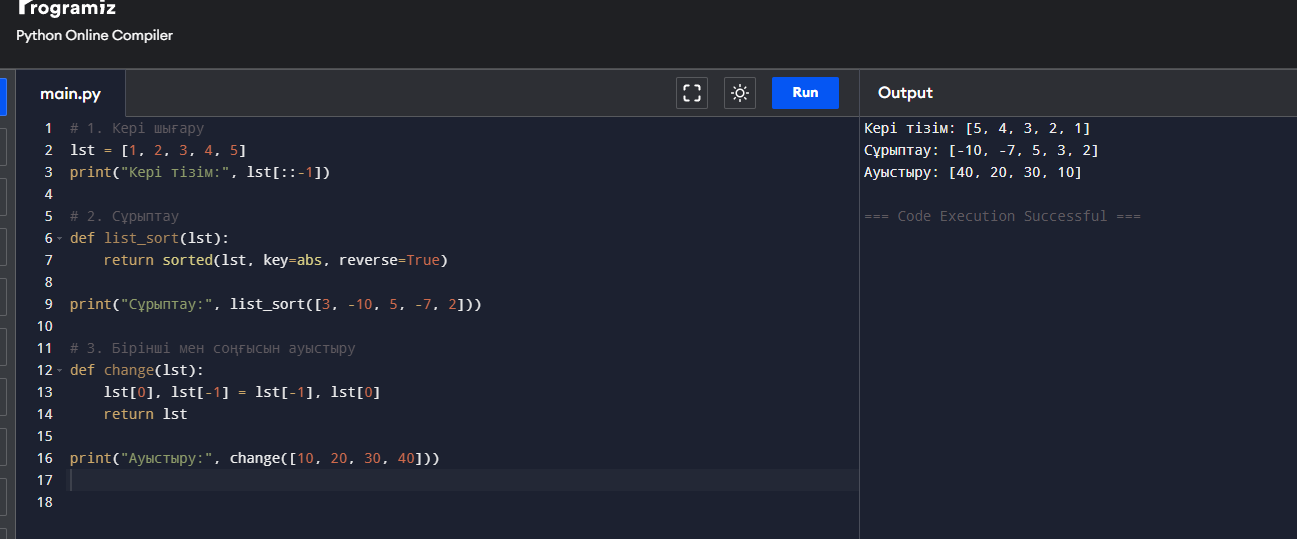 Programiz
Python Online Compiler
main.py
Run
Output
1 # 1. Кері шығару
2 lst = [1, 2, 3, 4, 5]
3 print("Кері тізім:", lst[::-1])
4
5 # 2. Сұрыптау
6 def list_sort(lst):
7 return sorted(lst, key=abs, reverse=True)
8
9 print("Сұрыптау:", list_sort([3, -10, 5, -7, 2]))
10
11 # 3. Бірінші мен соңғысын ауыстыру
12 def change(lst):
13 lst[0], lst[-1] = lst[-1], lst[0]
14 return lst
15
16 print("Ауыстыру:", change([10, 20, 30, 40]))
17
18
Кері тізім: [5, 4, 3, 2, 1]
Сұрыптау: [-10, -7, 5, 3, 2]
Ауыстыру: [40, 20, 30, 10]
=== Code Execution Successful ===